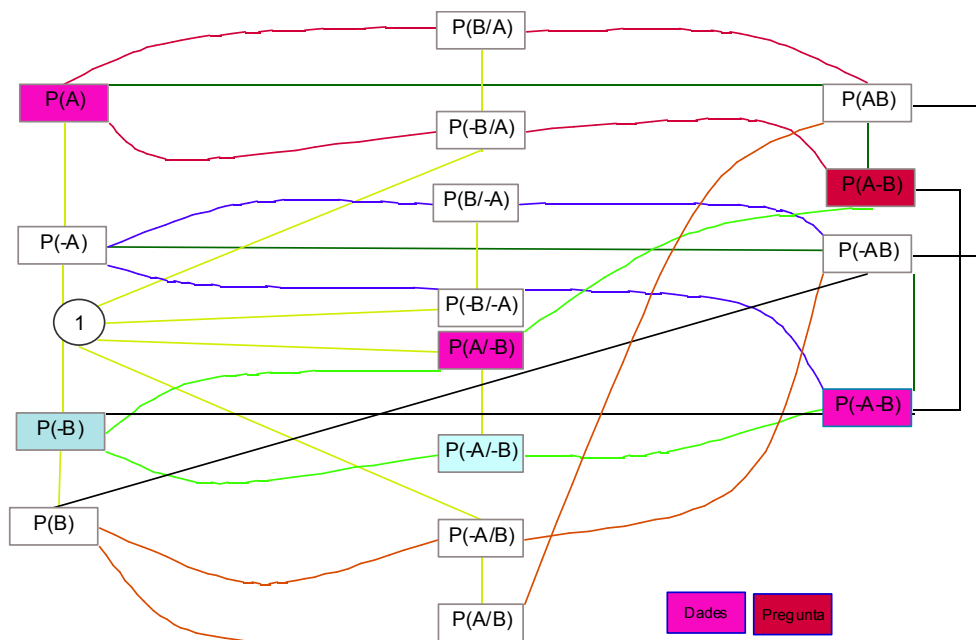 P(B/A)
P(A)
P(AB)
P(-B/A)
P(A-B)
P(B/-A)
P(-A)
P(-AB)
P(-B/-A)
1
P(A/-B)
P(-A-B)
P(-B)
P(-A/-B)
P(B)
P(-A/B)
P(A/B)
Dades
Pregunta